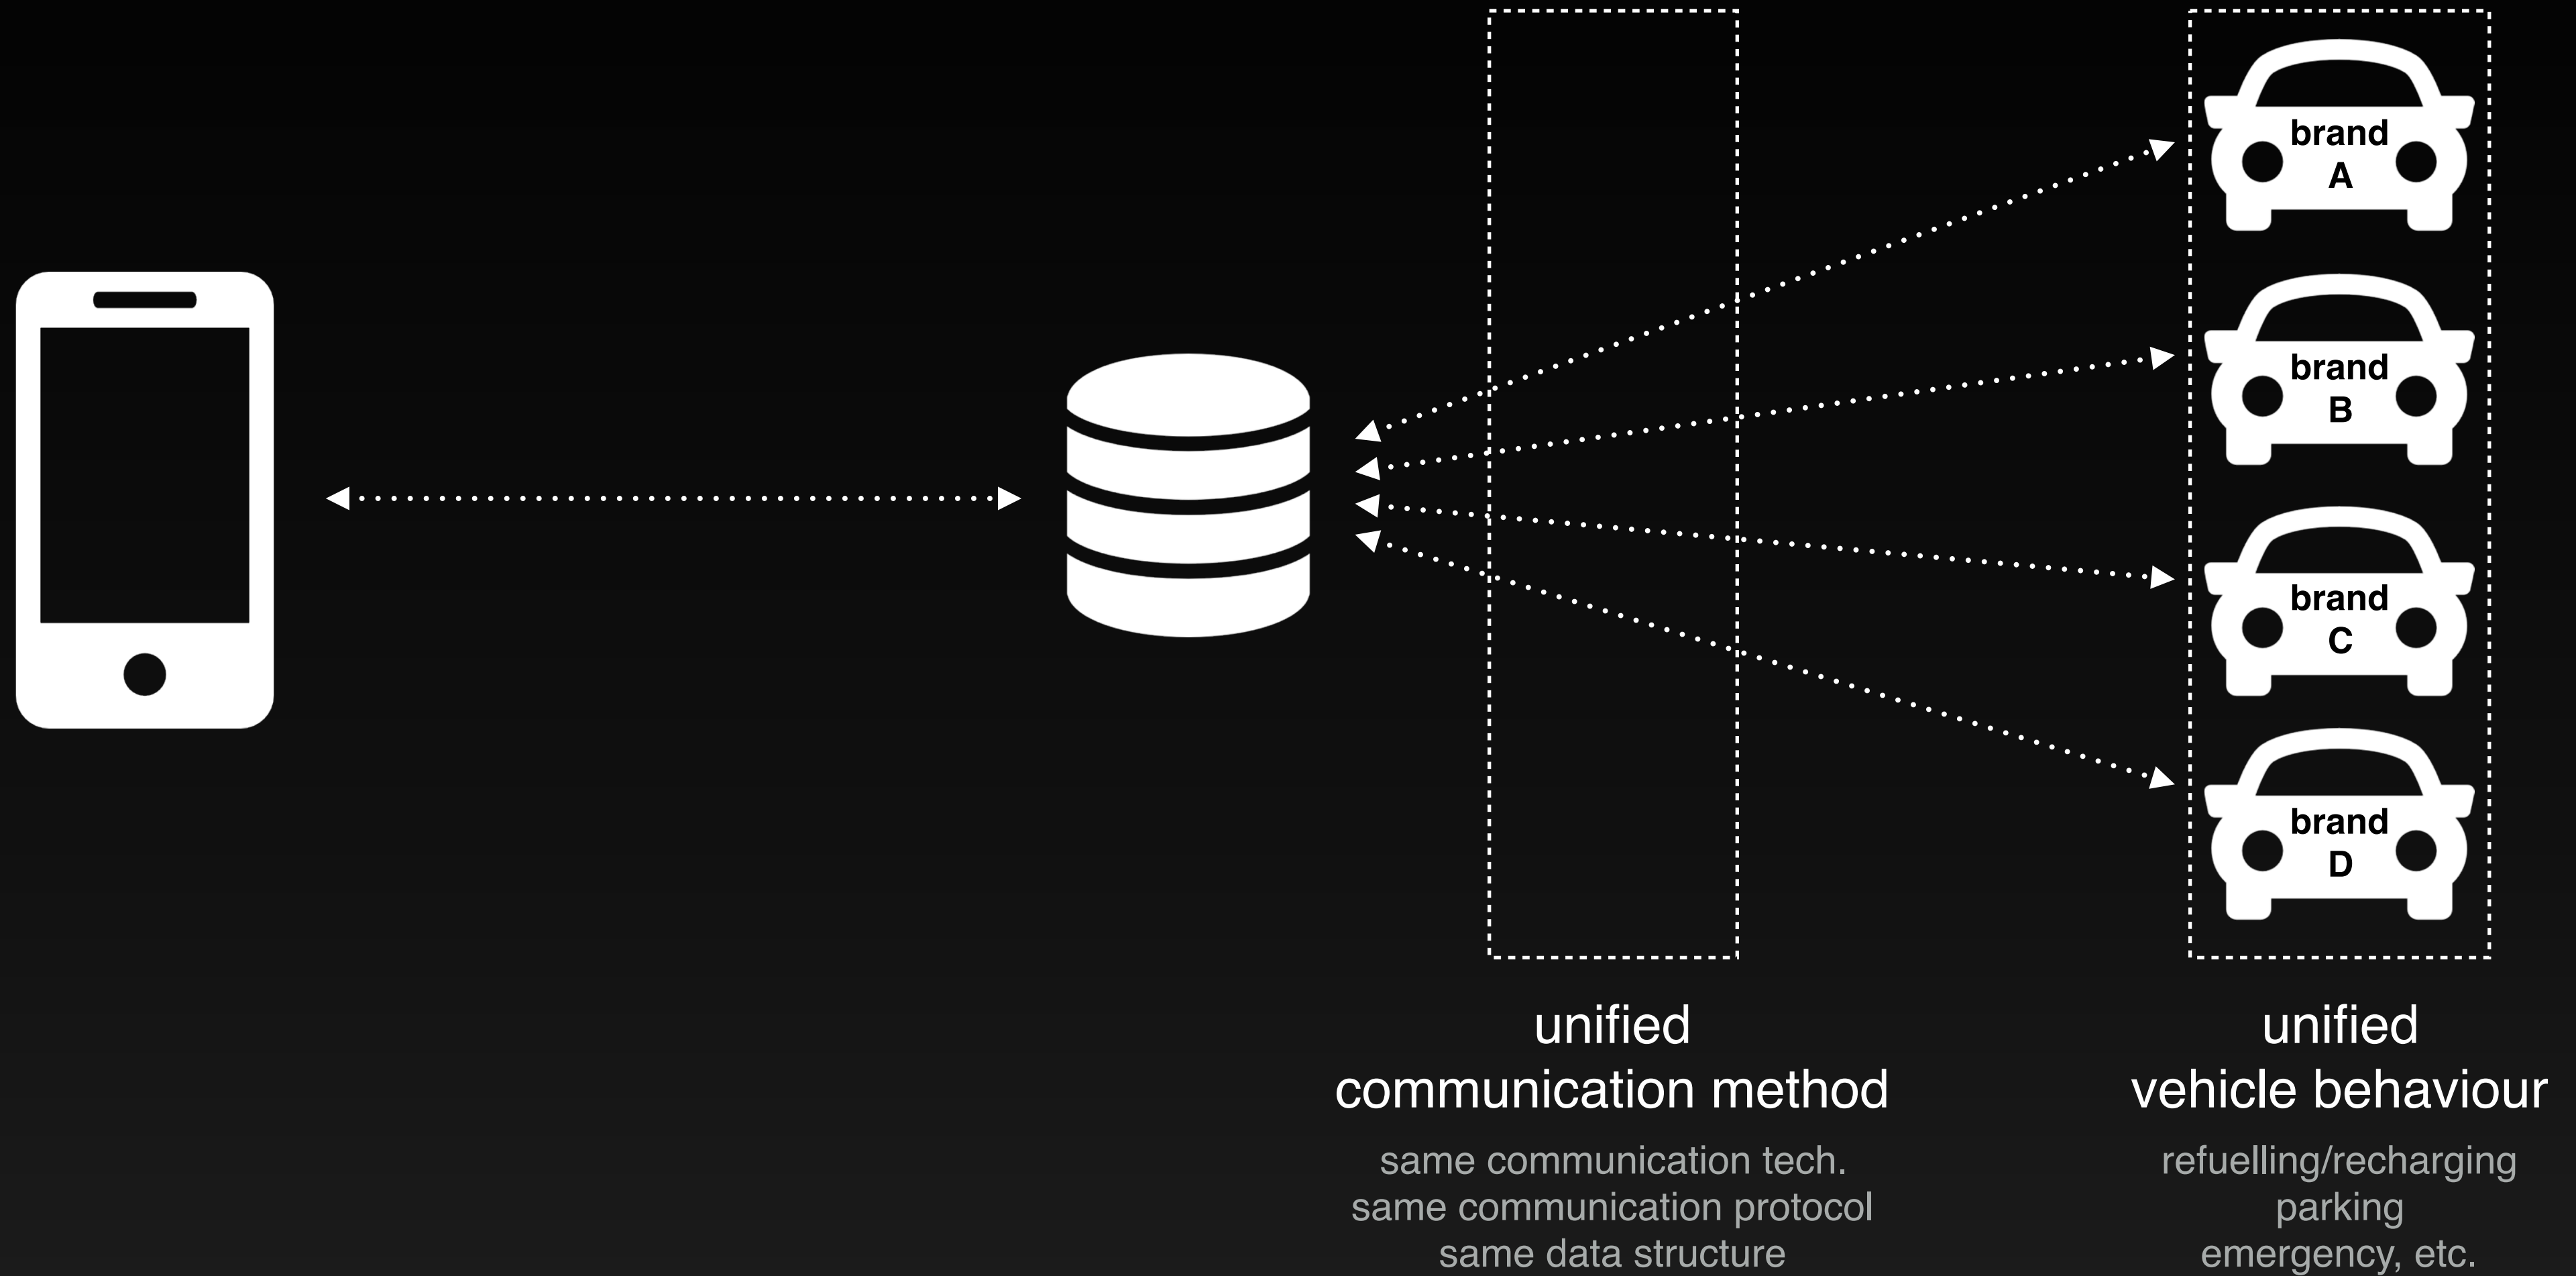 brand
A
brand
B
brand
C
brand
D
unified
communication method
same communication tech.
same communication protocol
same data structure
unified
vehicle behaviour
refuelling/recharging
parking
emergency, etc.